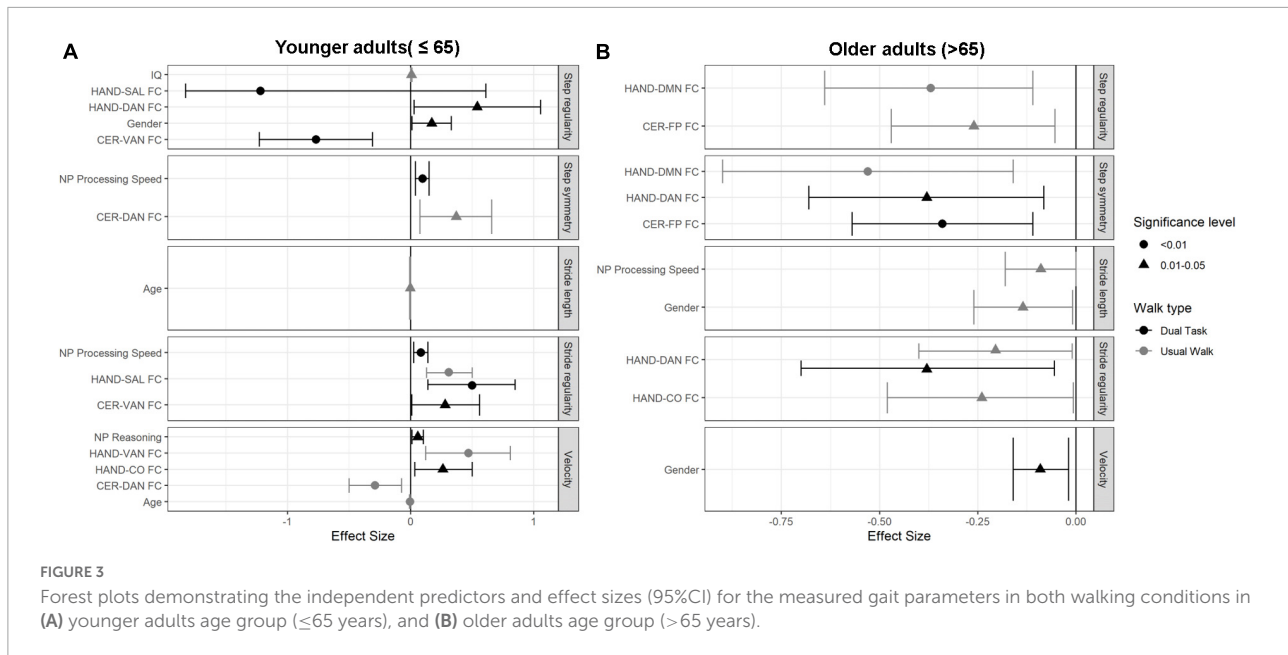 A
Younger adults( ≤ 65)
IQ
HAND-SAL FC
HAND-DAN FC
Gender
CER-VAN FC
Step regularity
NP Processing Speed
CER-DAN FC
Step symmetry
Age
Stride length
NP Processing Speed
HAND-SAL FC
CER-VAN FC
Stride regularity
NP Reasoning
HAND-VAN FC
HAND-CO FC
CER-DAN FC
Age
Velocity
-1
0
1
Effect Size
B
Older adults (>65)
HAND-DMN FC
CER-FP FC
Step regularity
HAND-DMN FC
HAND-DAN FC
CER-FP FC
Step symmetry
NP Processing Speed
Gender
Stride length
HAND-DAN FC
HAND-CO FC
Stride regularity
Gender
Velocity
-0.75
-0.50
-0.25
0.00
Effect Size
Significance level
<0.01
0.01-0.05
Walk type
Dual Task
Usual Walk
FIGURE 3
Forest plots demonstrating the independent predictors and effect sizes (95%CI) for the measured gait parameters in both walking conditions in
(A) younger adults age group (≤65 years), and (B) older adults age group (>65 years).